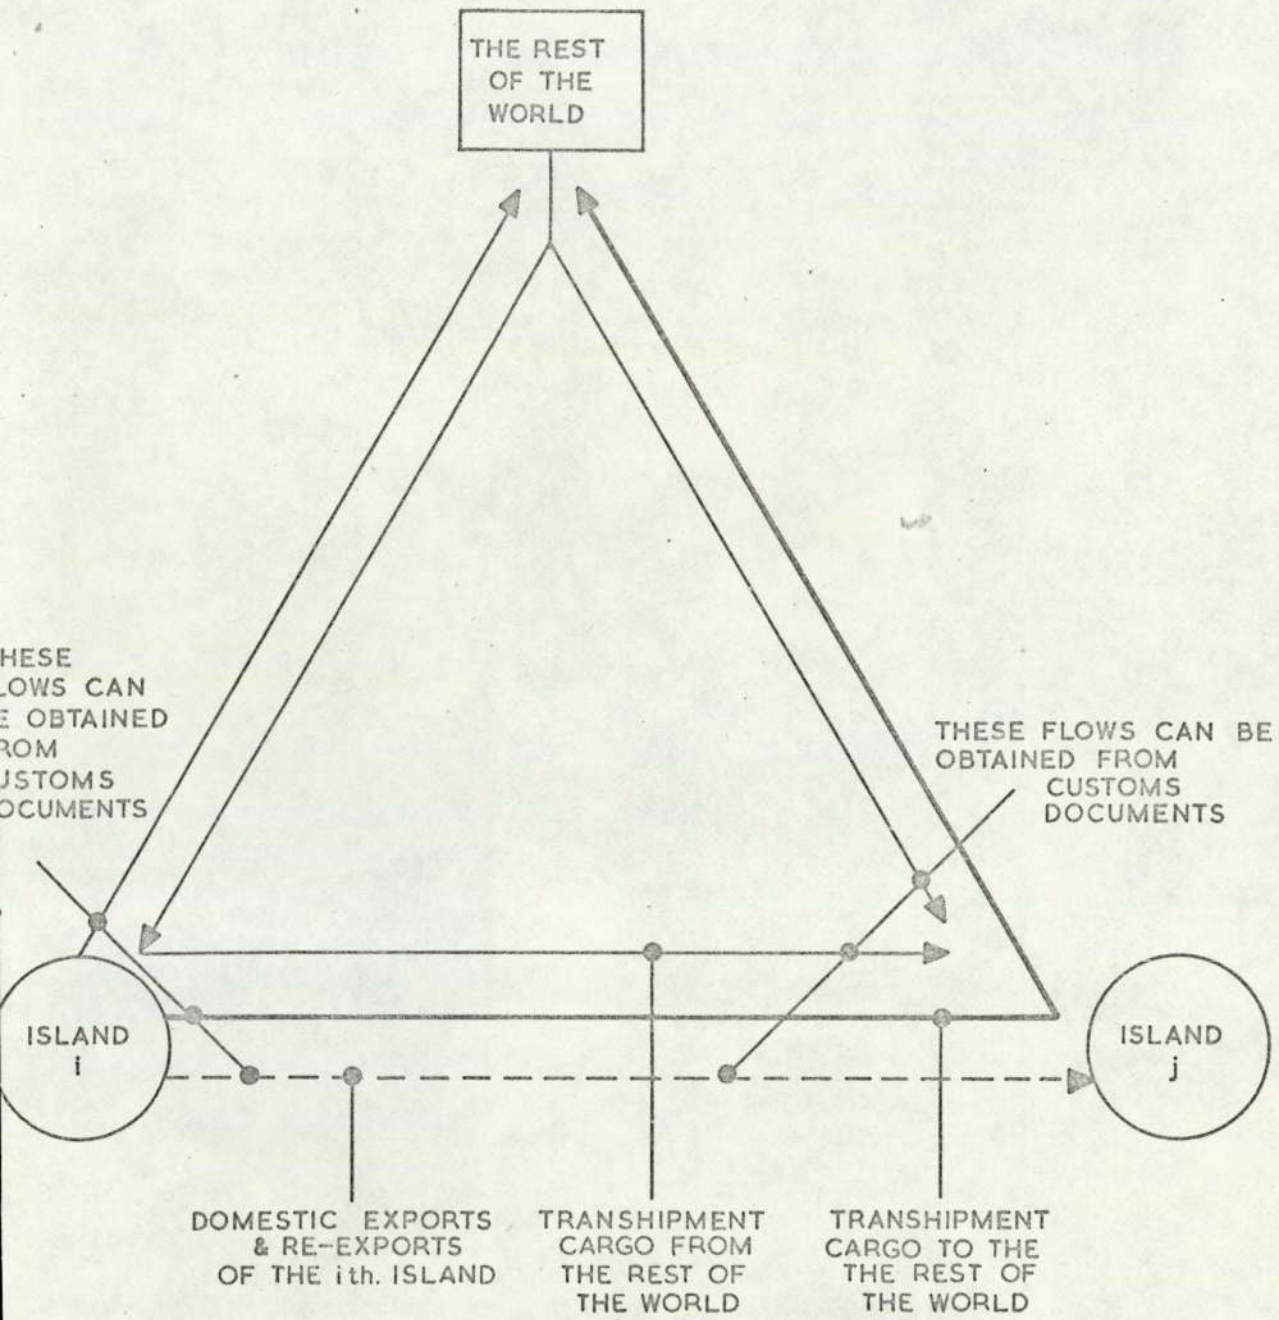 THE REST
OF THE
WORLD
HESE
LOWS CAN
E OBTAINED
ROM
USTOMS
OCUMENTS
THESE FLOWS CAN BE
OBTAINED FROM
CUSTOMS
DOCUMENTS
ISLAND
i
ISLAND
j
DOMESTIC EXPORTS
& RE-EXPORTS
OF THE ith. ISLAND
TRANSHIPMENT
CARGO FROM
THE REST OF
THE WORLD
TRANSHIPMENT
CARGO TO THE
THE REST OF
THE WORLD